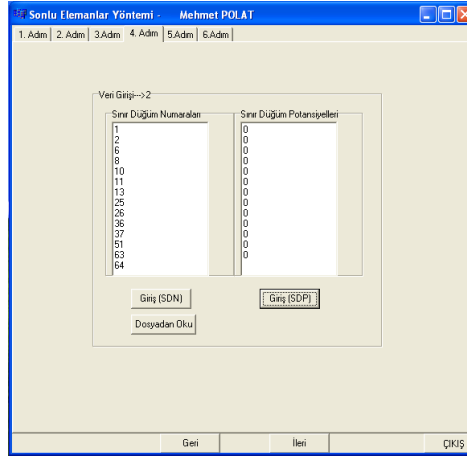 Sonlu Elemanlar Yöntemi - Mehmet POLAT
1. Adım 2. Adım 3.Adım 4. Adım 5.Adım 6.Adım
Veri Girişi--->2
Sınır Düğüm Numaraları Sınır Düğüm Potansiyelleri
1 0
2 0
6 0
8 0
10 0
11 0
13 0
25 0
26 0
36 0
37 0
51 0
63 0
64
Giriş (SDN) Giriş (SDP)
Dosyadan Oku
Geri İleri ÇIKIŞ